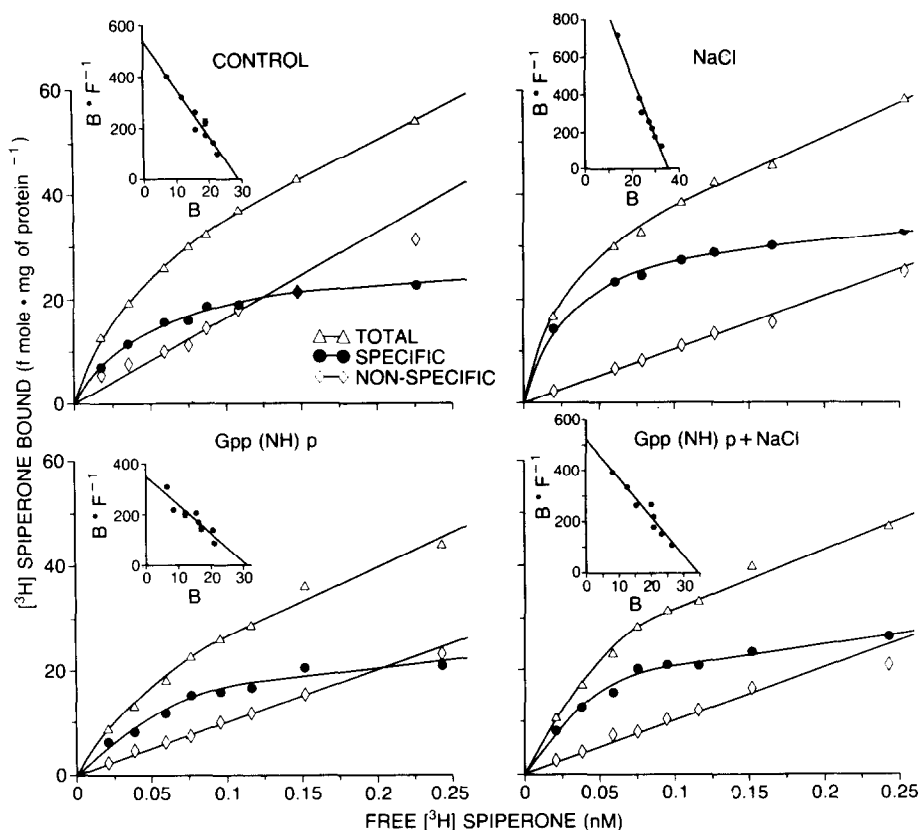 CONTROL
600
400
200
0
B • F⁻¹
0 10 20 30
B
60
40
20
0
△ TOTAL
● SPECIFIC
◇ NON-SPECIFIC
NaCl
800
600
400
200
0
B • F⁻¹
0 20 40
B
Gpp (NH) p
400
200
0
B • F⁻¹
0 10 20 30
B
60
40
20
0
0 0.05 0.1 0.15 0.2 0.25
Gpp (NH) p + NaCl
600
400
200
0
B • F⁻¹
0 10 20 30
B
0 0.05 0.1 0.15 0.2 0.25
[³H] SPIPERONE BOUND (f mole • mg of protein ⁻¹)
FREE [³H] SPIPERONE (nM)